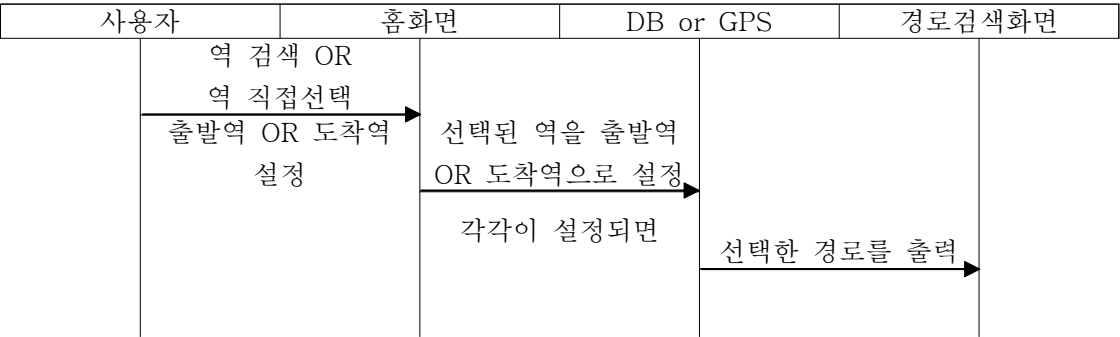 사용자 홈화면 DB or GPS 경로검색화면
역 검색 OR
역 직접선택
출발역 OR 도착역
설정
선택된 역을 출발역
OR 도착역으로 설정
각각이 설정되면
선택한 경로를 출력